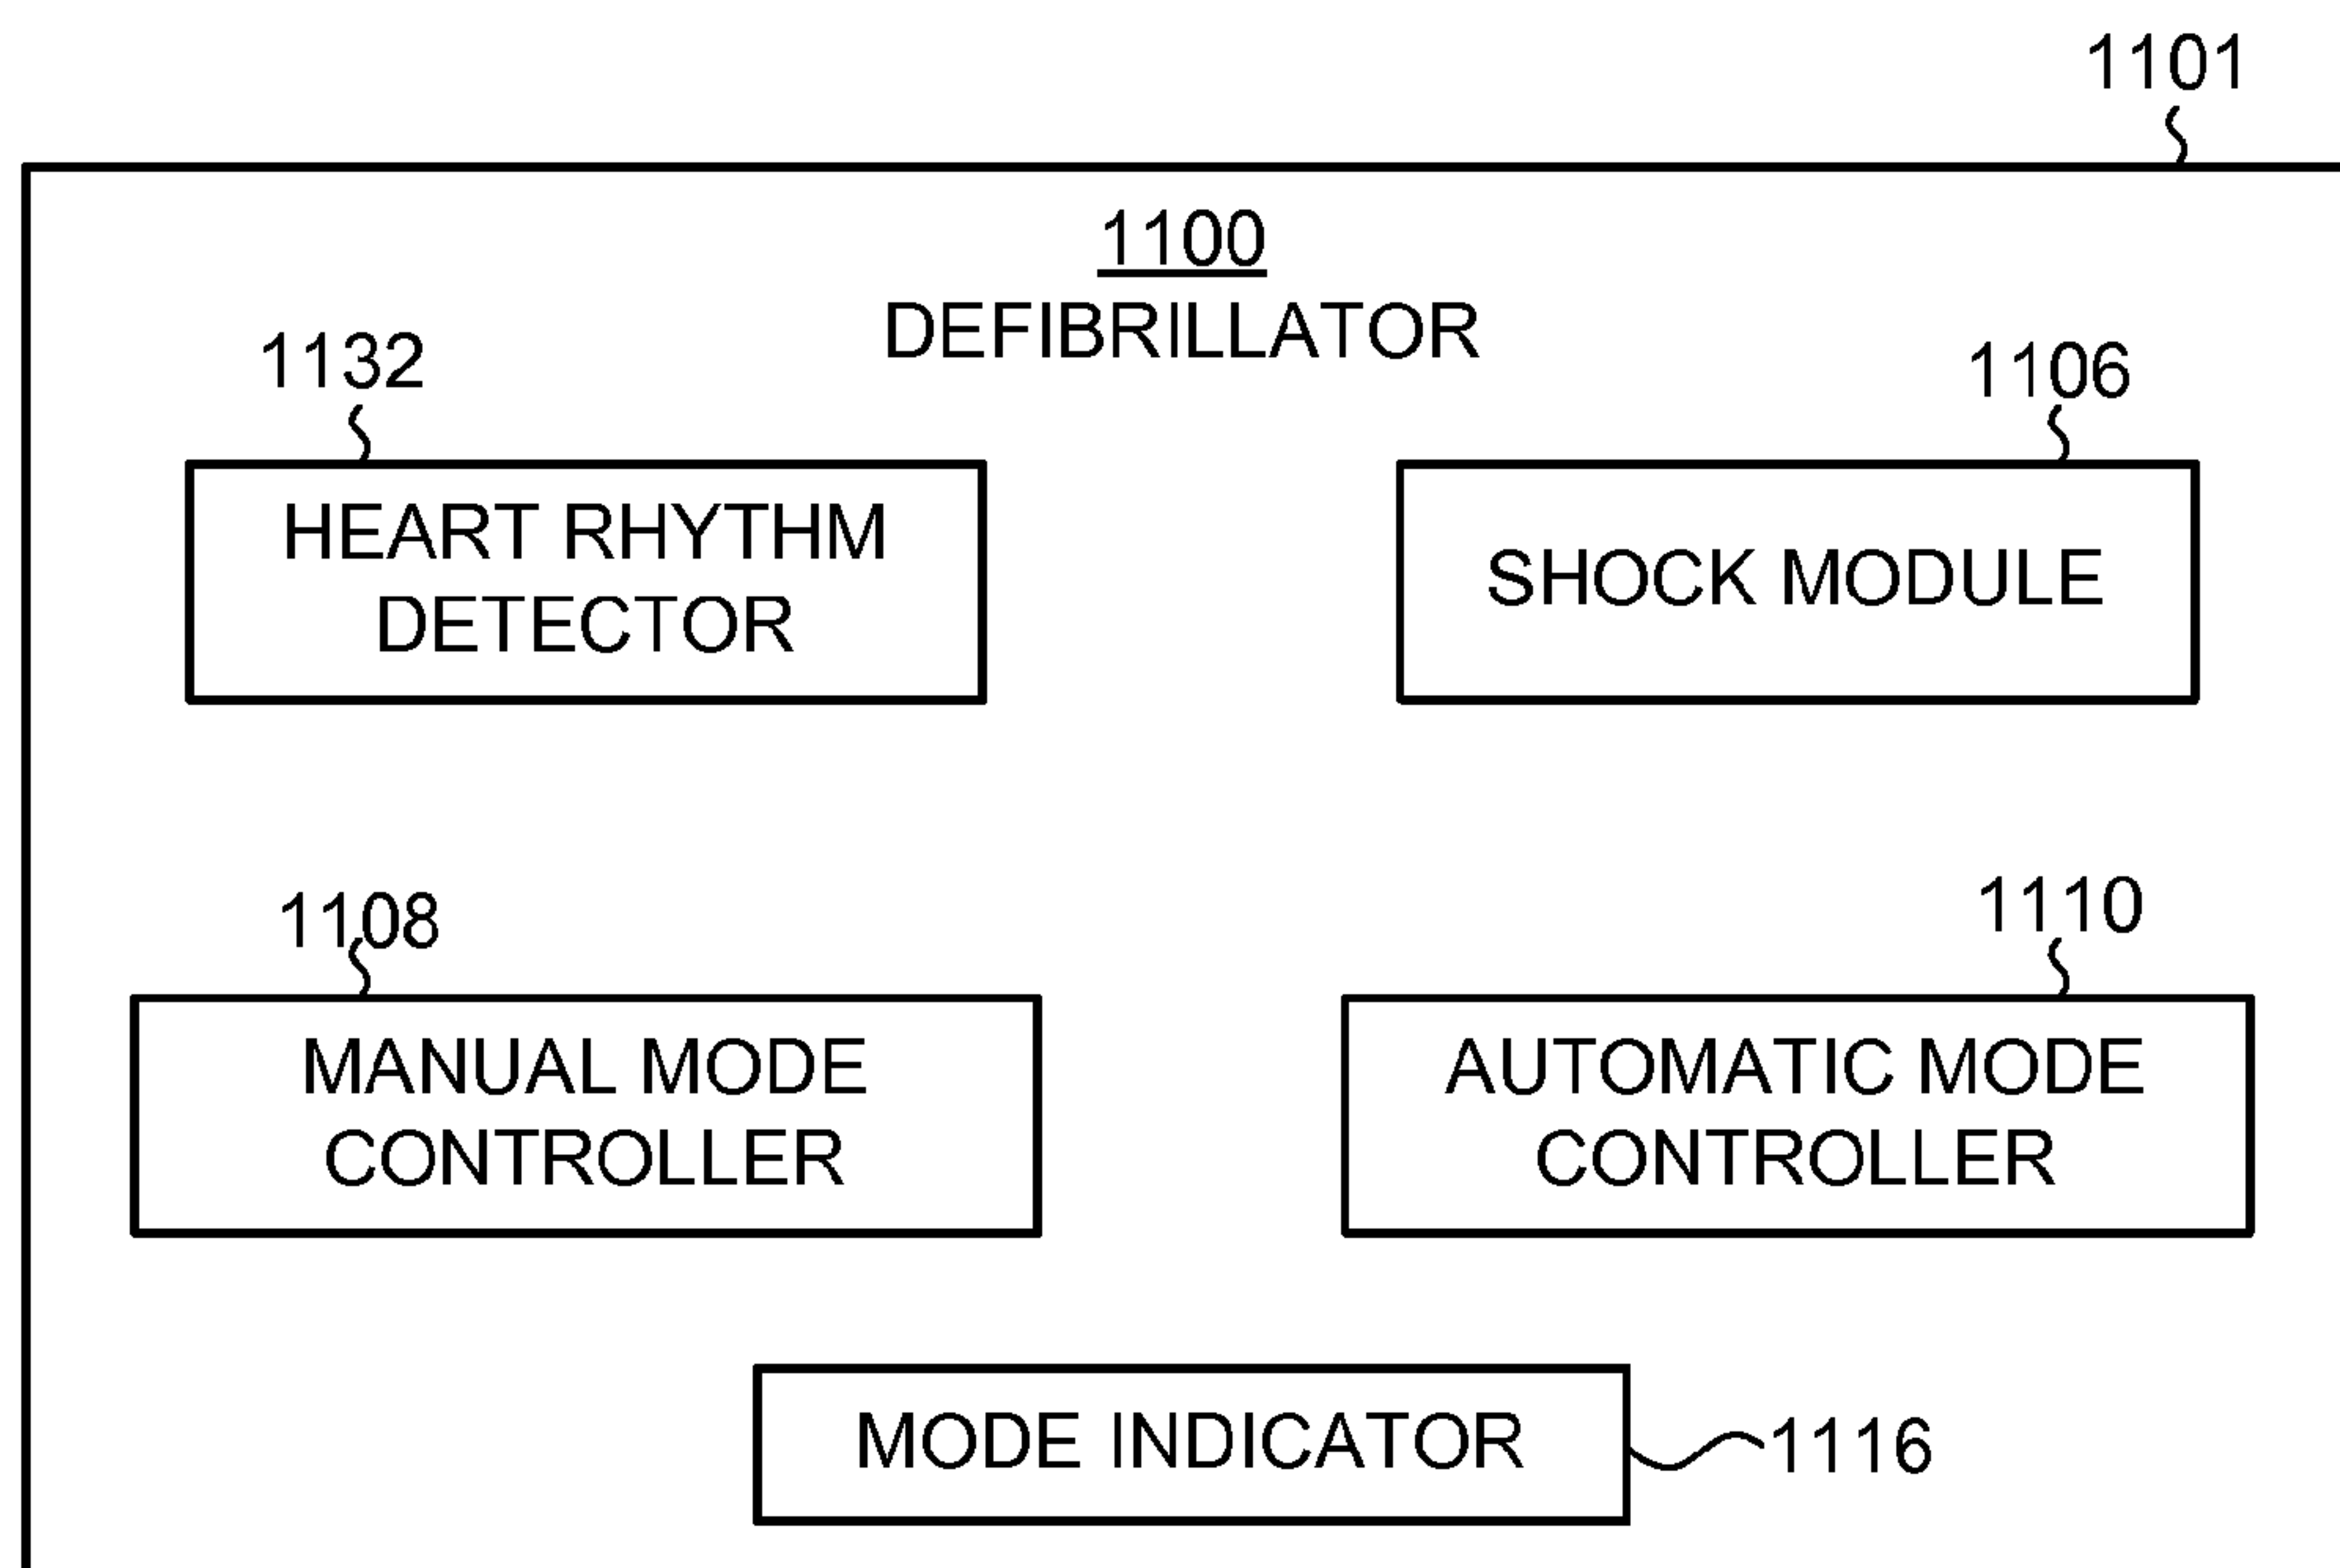 1101
1100
DEFIBRILLATOR
1132
1106
HEART RHYTHM
DETECTOR
SHOCK MODULE
1108
1110
MANUAL MODE
CONTROLLER
AUTOMATIC MODE
CONTROLLER
MODE INDICATOR
1116